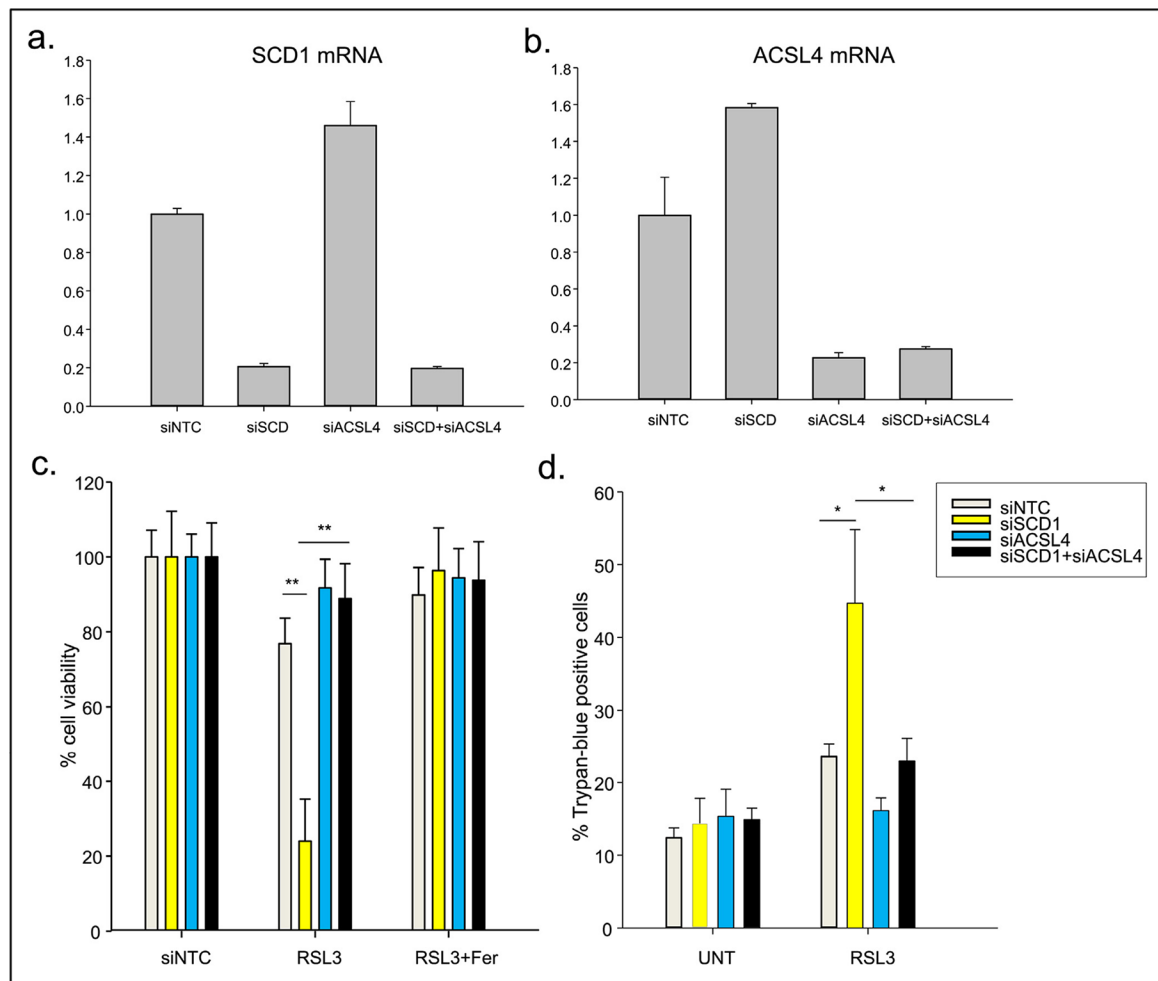 a.
SCD1 mRNA
1.8
1.6
1.4
1.2
1.0
0.8
0.6
0.4
0.2
0.0
siNTC
siSCD
siACSL4
siSCD+siACSL4
b.
ACSL4 mRNA
1.8
1.6
1.4
1.2
1.0
0.8
0.6
0.4
0.2
0.0
siNTC
siSCD
siACSL4
siSCD+siACSL4
c.
% cell viability
120
100
80
60
40
20
0
**
**
siNTC
RSL3
RSL3+Fer
d.
% Trypan-blue positive cells
60
50
40
30
20
10
0
*
*
UNT
RSL3
siNTC
siSCD1
siACSL4
siSCD1+siACSL4